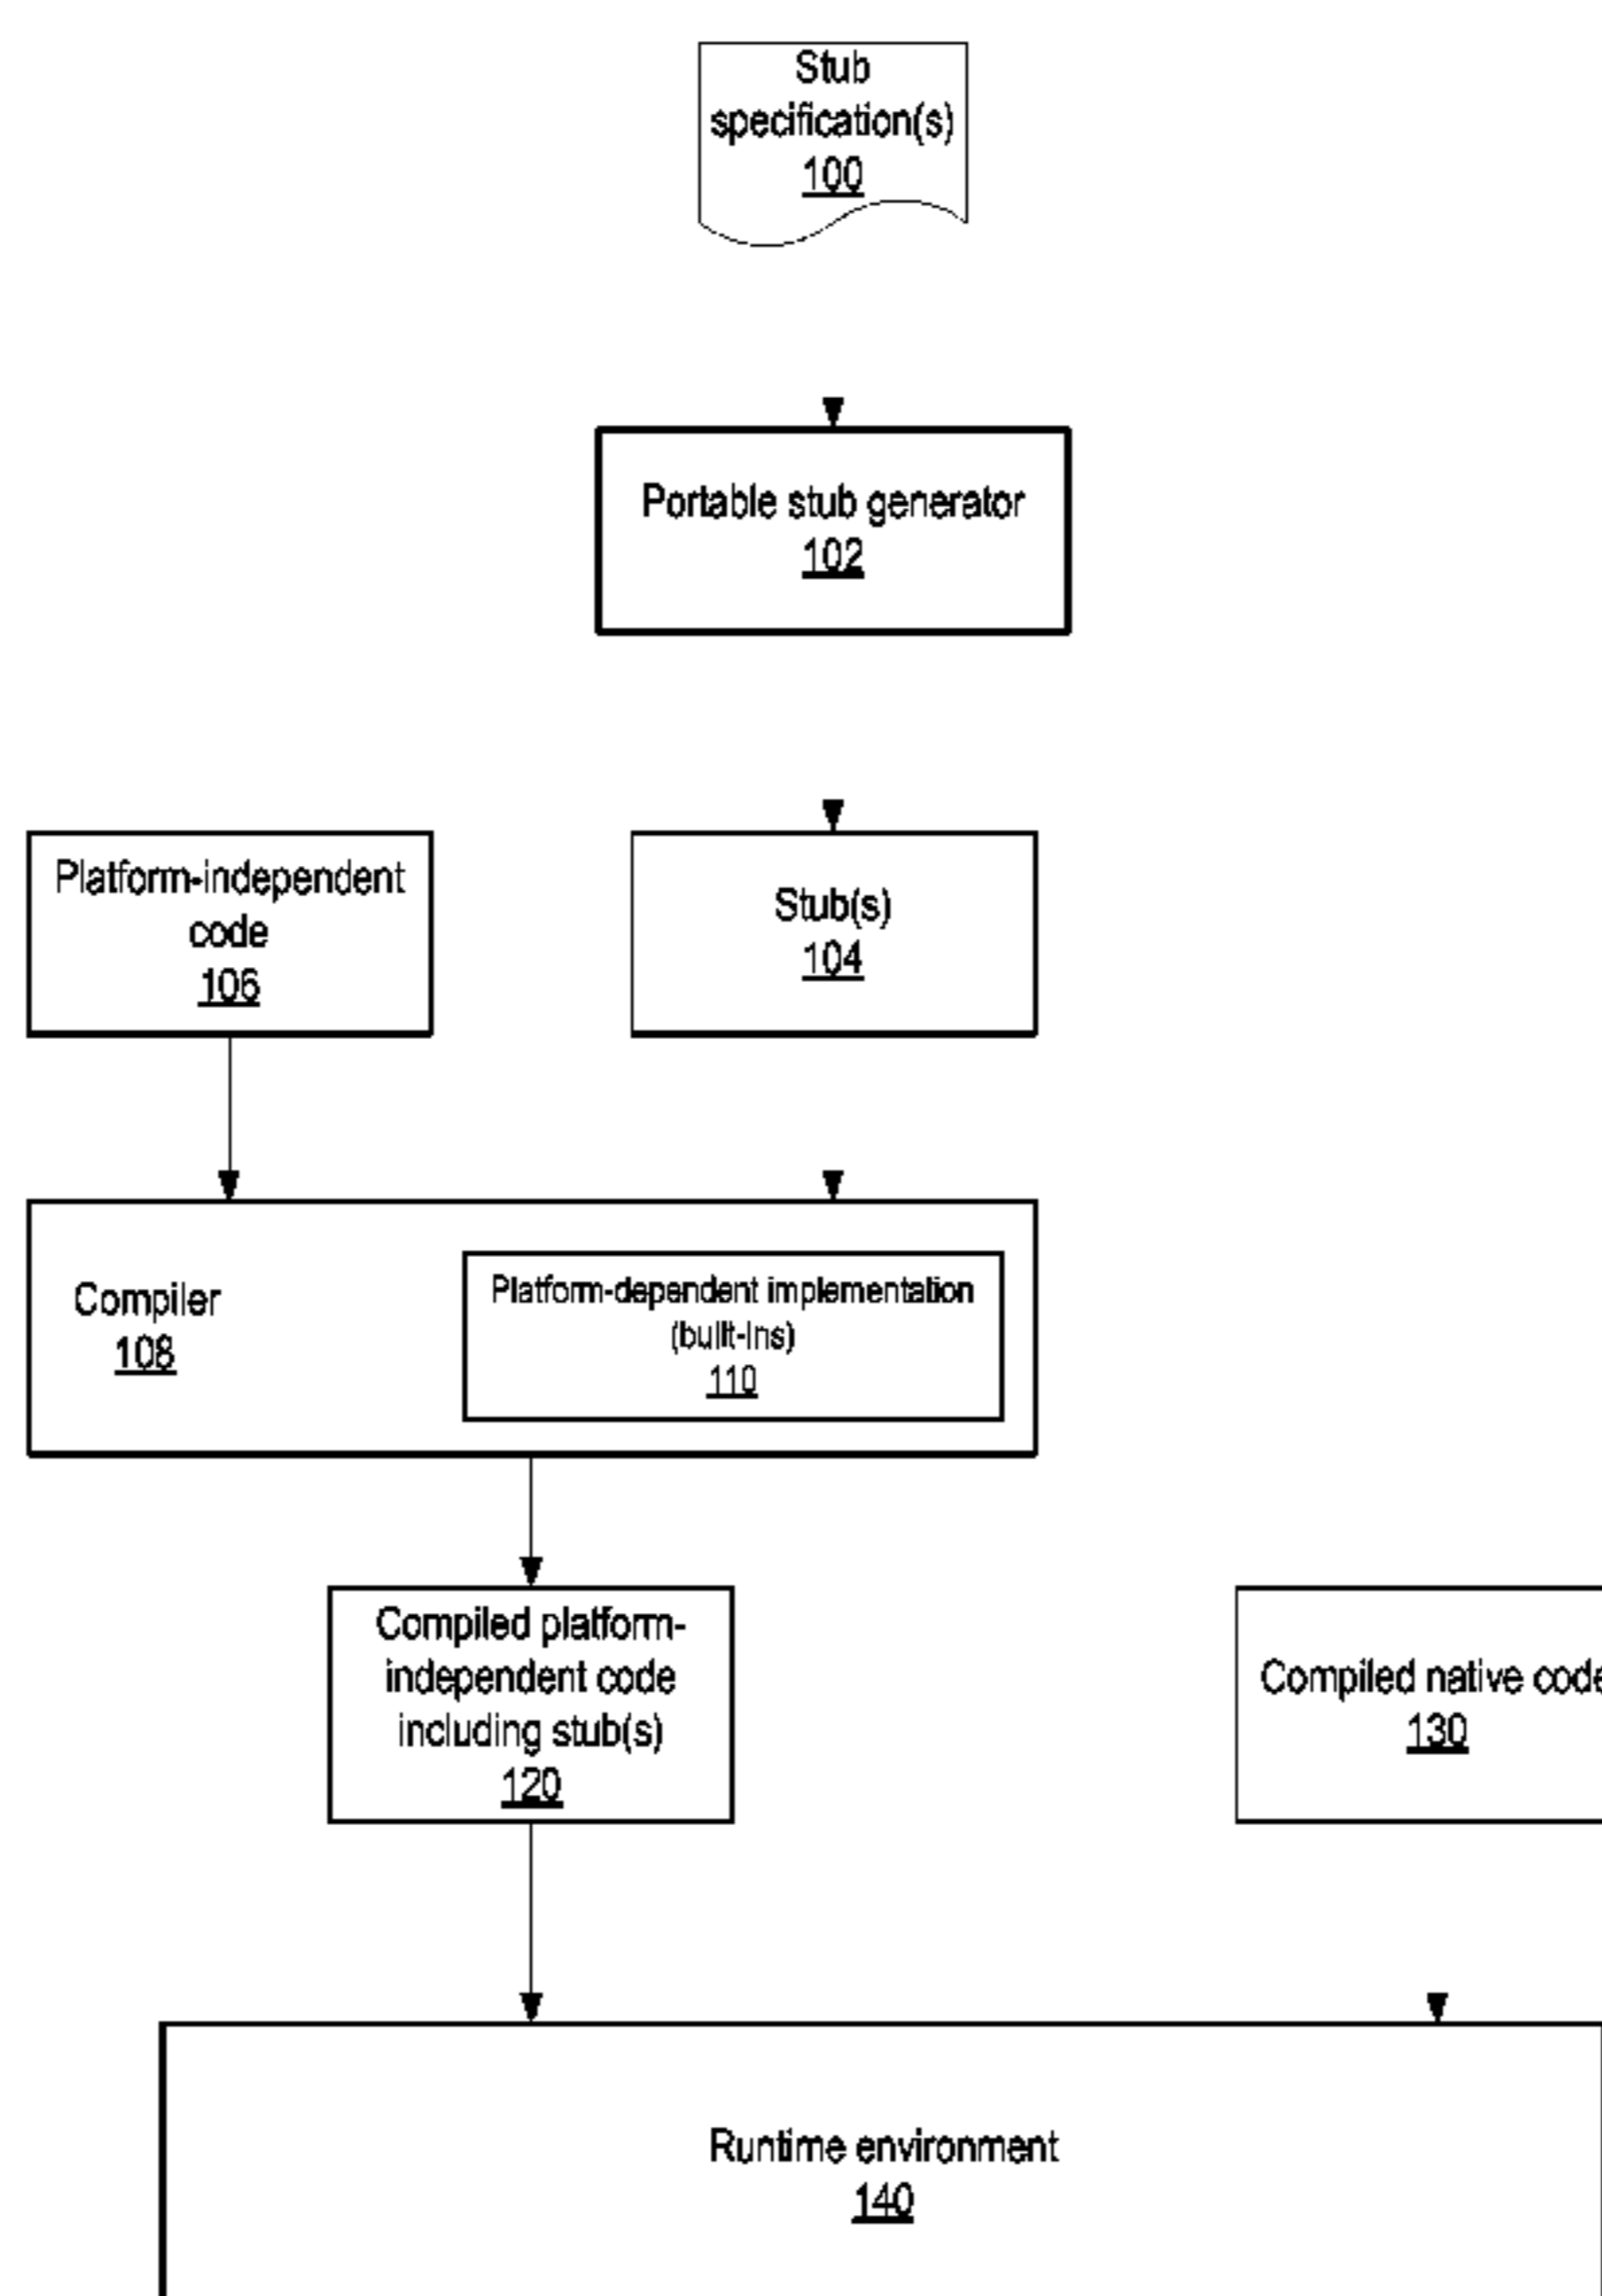 Stub
specification(s)
100
Portable stub generator
102
Platform-independent
code
106
Stub(s)
104
Compiler
108
Platform-dependent implementation
(built-ins)
110
Compiled platform-
independent code
including stub(s)
120
Compiled native code
130
Runtime environment
140